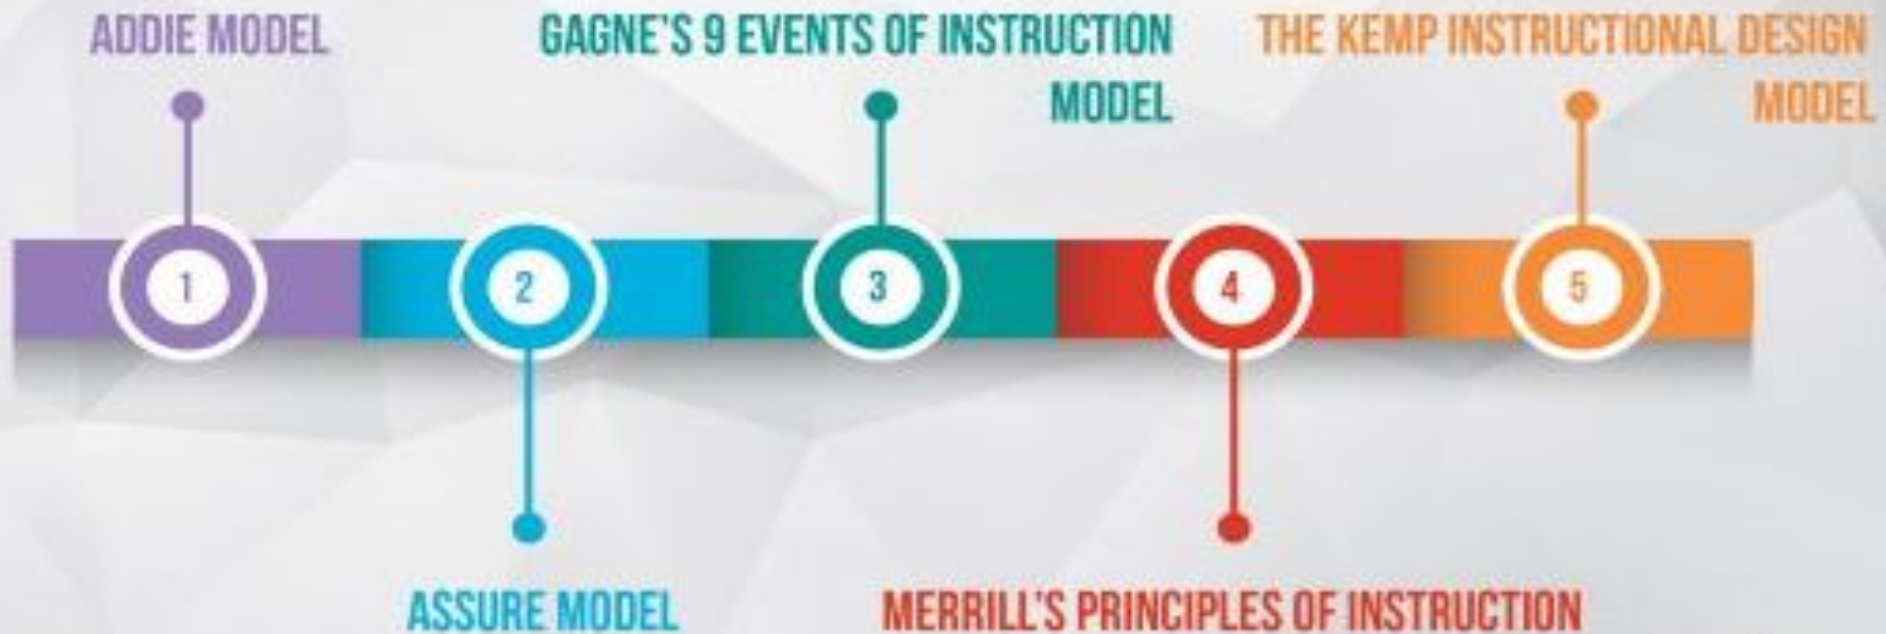 ADDIE MODEL
GAGNE'S 9 EVENTS OF INSTRUCTION
MODEL
THE KEMP INSTRUCTIONAL DESIGN
MODEL
1
2
3
4
5
ASSURE MODEL
MERRILL'S PRINCIPLES OF INSTRUCTION